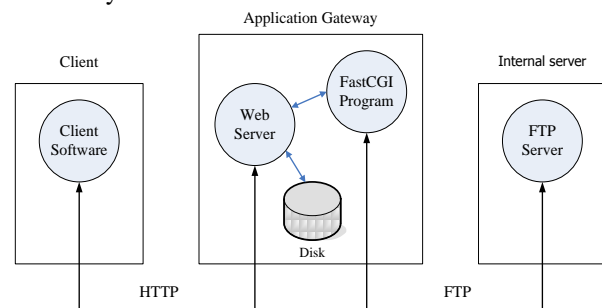 Application Gateway
Client
Internal server
Client
Software
Web
Server
FastCGI
Program
FTP
Server
Disk
HTTP
FTP